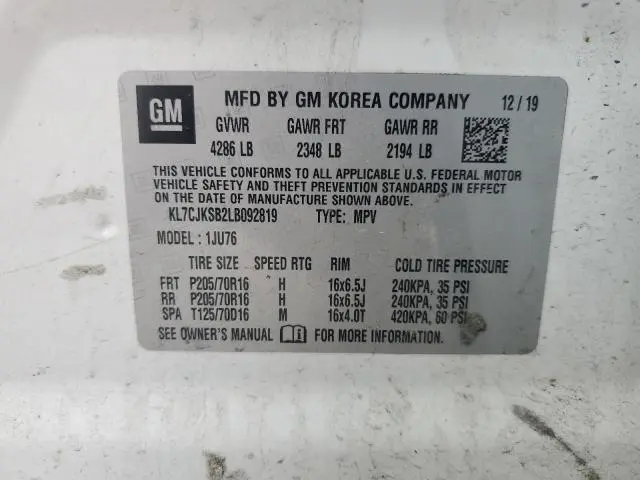 GM MFD BY GM KOREA COMPANY 12/19
GVWR GAWR FRT GAWR RR
4286 LB 2348 LB 2194 LB
THIS VEHICLE CONFORMS TO ALL APPLICABLE U.S. FEDERAL MOTOR
VEHICLE SAFETY AND THEFT PREVENTION STANDARDS IN EFFECT
ON THE DATE OF MANUFACTURE SHOWN ABOVE.
KL7CJKSB2LB092819 TYPE: MPV
MODEL: 1JU76
TIRE SIZE SPEED RTG RIM COLD TIRE PRESSURE
FRT P205/70R16 H 16x6.5J 240KPA, 35 PSI
RR P205/70R16 H 16x6.5J 240KPA, 35 PSI
SPA T125/70D16 M 16x4.0T 420KPA, 60 PSI
SEE OWNER'S MANUAL FOR MORE INFORMATION